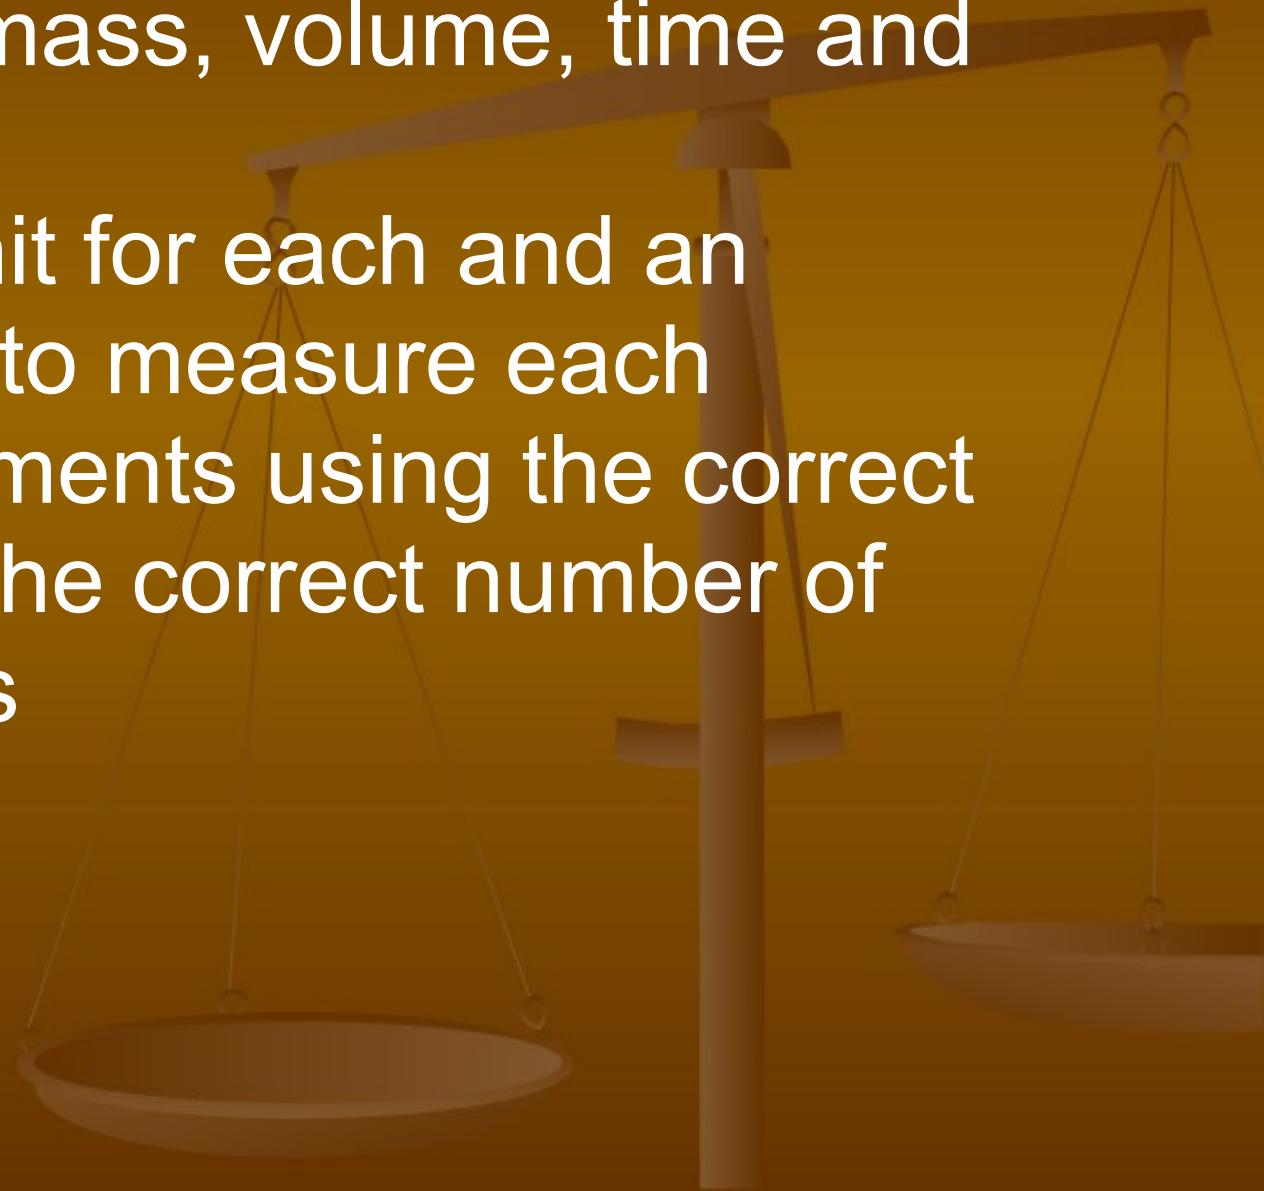 mass, volume, time and
it for each and an
to measure each
ments using the correct
he correct number of
s